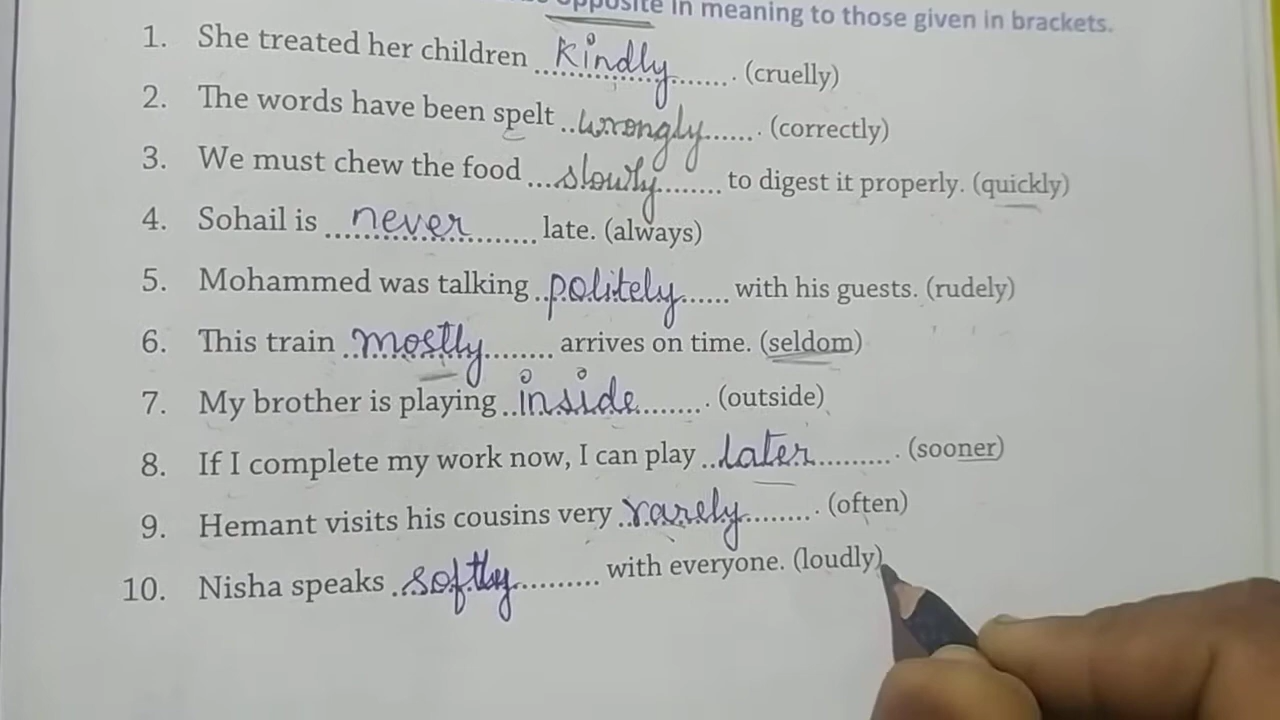 opposite in meaning to those given in brackets.
1. She treated her children kindly. (cruelly)
2. The words have been spelt wrongly. (correctly)
3. We must chew the food slowly to digest it properly. (quickly)
4. Sohail is never late. (always)
5. Mohammed was talking politely with his guests. (rudely)
6. This train mostly arrives on time. (seldom)
7. My brother is playing inside. (outside)
8. If I complete my work now, I can play later. (sooner)
9. Hemant visits his cousins very rarely. (often)
10. Nisha speaks softly with everyone. (loudly)